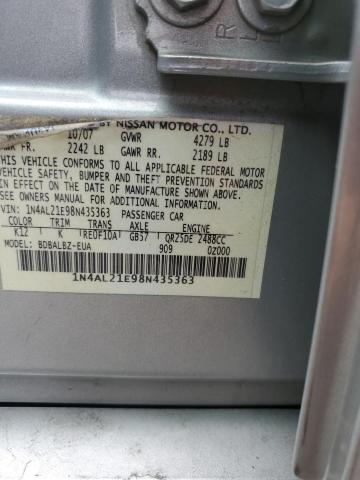 BY NISSAN MOTOR CO., LTD.
10/07 GVWR 4279 LB
FR. 2242 LB GAWR RR. 2189 LB
THIS VEHICLE CONFORMS TO ALL APPLICABLE FEDERAL MOTOR
VEHICLE SAFETY, BUMPER AND THEFT PREVENTION STANDARDS
IN EFFECT ON THE DATE OF MANUFACTURE SHOWN ABOVE.
SEE OWNERS MANUAL FOR ADDITIONAL INFORMATION
VIN: 1N4AL21E98N435363 PASSENGER CAR
COLOR TRIM TRANS AXLE ENGINE
K12 K RE0F10A GB57 QR25DE 2488CC
MODEL: BDBALBZ-EUA 909 0Z000
1N4AL21E98N435363
R L